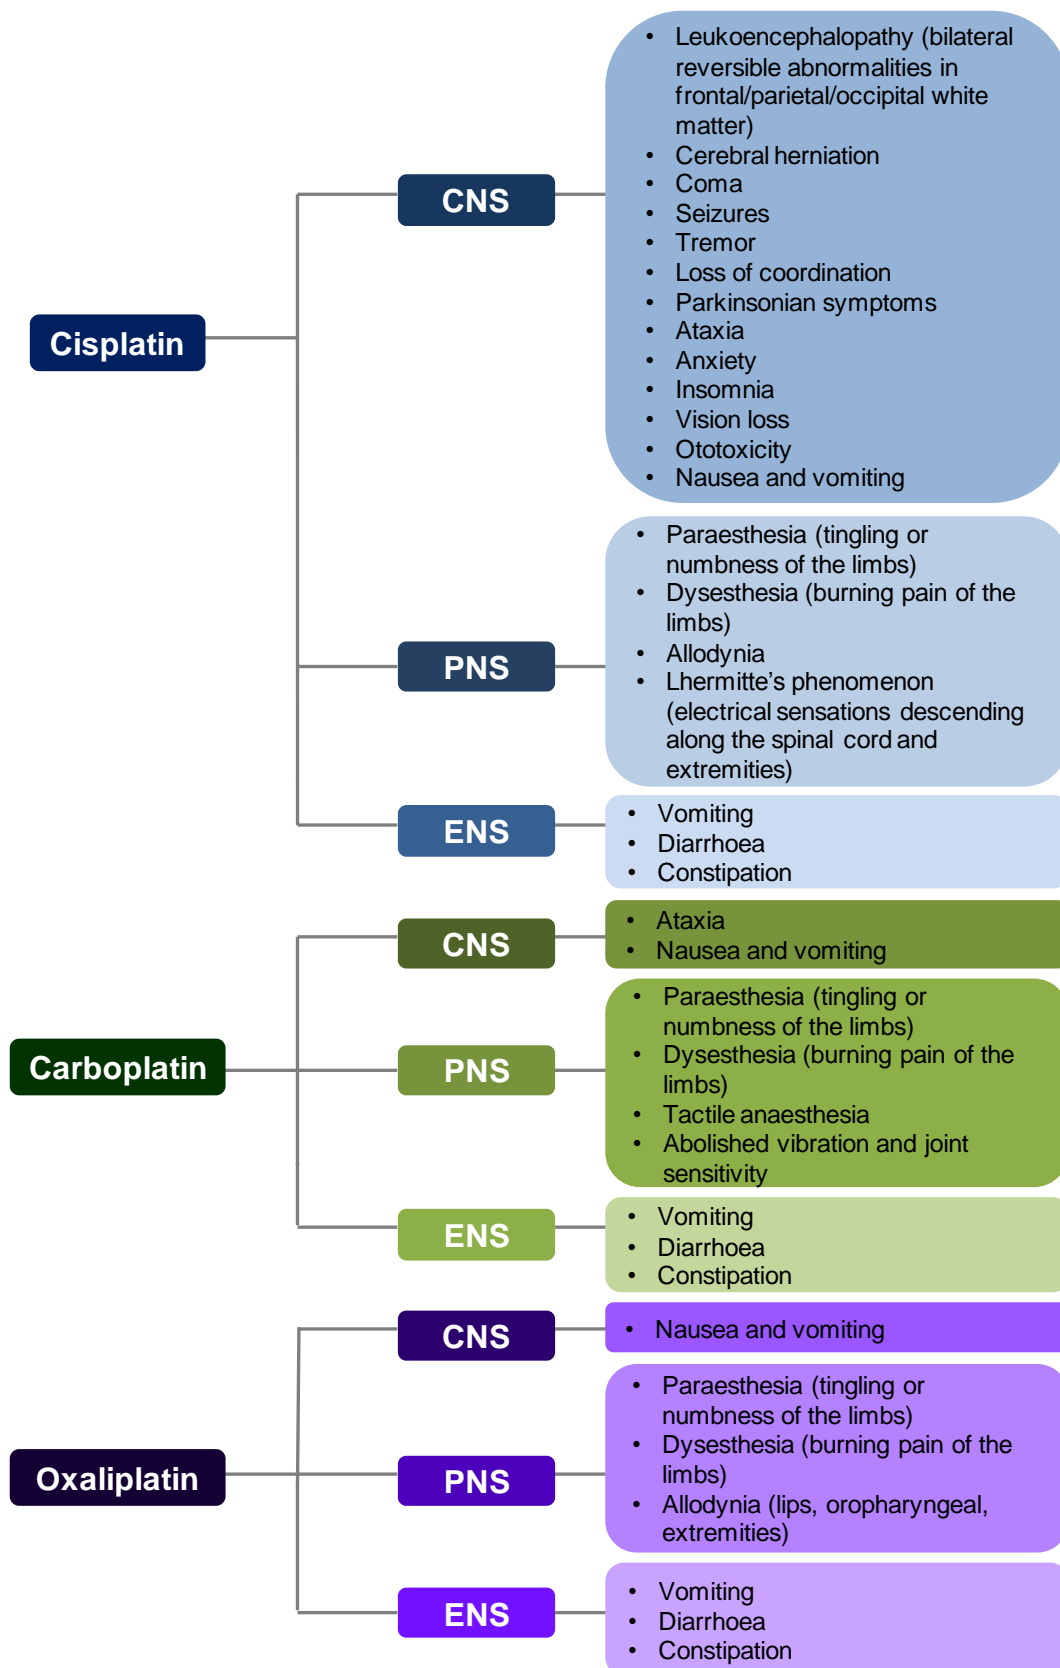 Cisplatin
CNS
• Leukoencephalopathy (bilateral
reversible abnormalities in
frontal/parietal/occipital white
matter)
• Cerebral herniation
• Coma
• Seizures
• Tremor
• Loss of coordination
• Parkinsonian symptoms
• Ataxia
• Anxiety
• Insomnia
• Vision loss
• Ototoxicity
• Nausea and vomiting
PNS
• Paraesthesia (tingling or
numbness of the limbs)
• Dysesthesia (burning pain of the
limbs)
• Allodynia
• Lhermitte’s phenomenon
(electrical sensations descending
along the spinal cord and
extremities)
ENS
• Vomiting
• Diarrhoea
• Constipation
Carboplatin
CNS
• Ataxia
• Nausea and vomiting
PNS
• Paraesthesia (tingling or
numbness of the limbs)
• Dysesthesia (burning pain of the
limbs)
• Tactile anaesthesia
• Abolished vibration and joint
sensitivity
ENS
• Vomiting
• Diarrhoea
• Constipation
Oxaliplatin
CNS
• Nausea and vomiting
PNS
• Paraesthesia (tingling or
numbness of the limbs)
• Dysesthesia (burning pain of the
limbs)
• Allodynia (lips, oropharyngeal,
extremities)
ENS
• Vomiting
• Diarrhoea
• Constipation